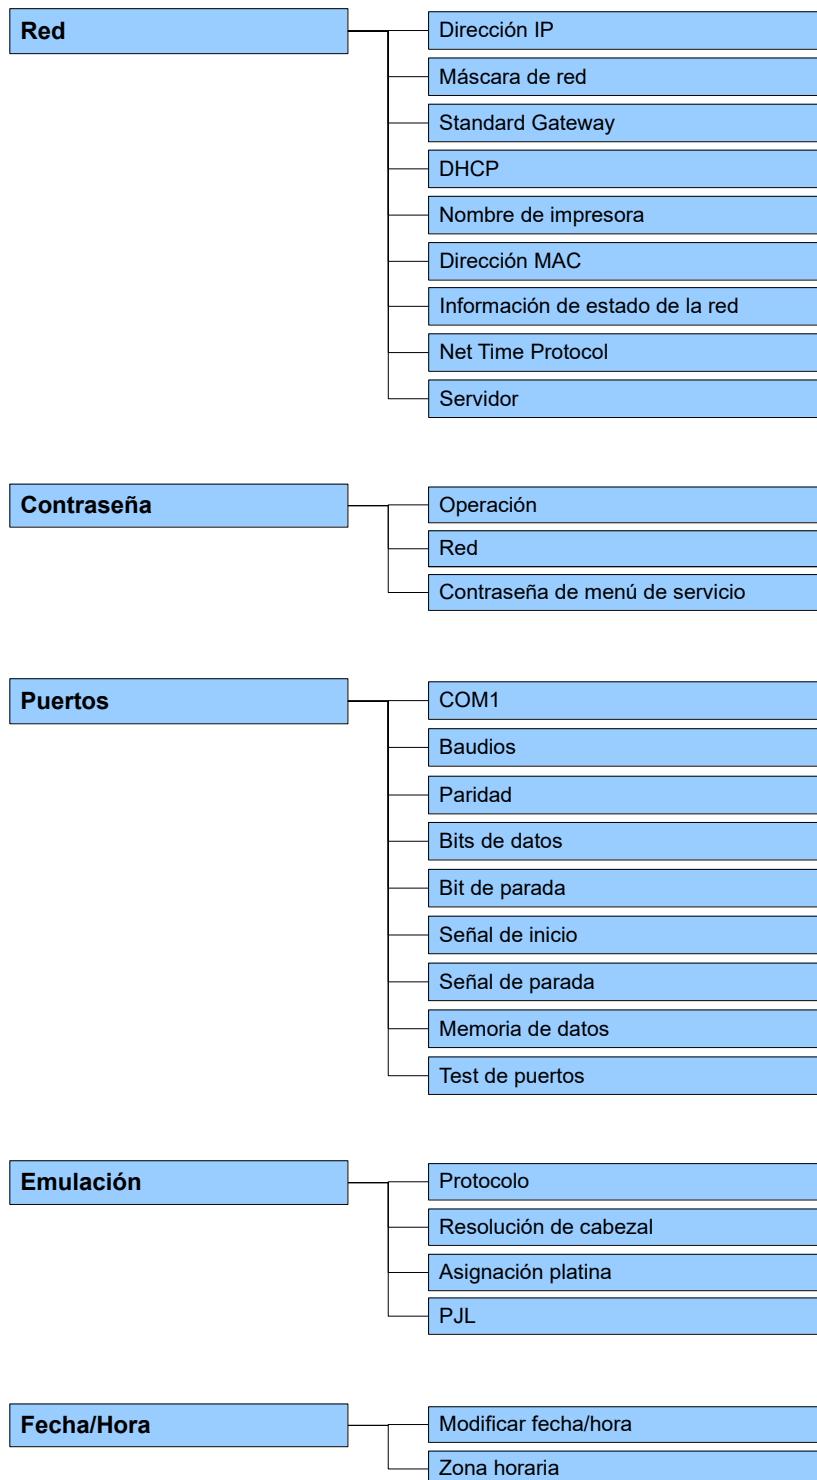 Red
Dirección IP
Máscara de red
Standard Gateway
DHCP
Nombre de impresora
Dirección MAC
Información de estado de la red
Net Time Protocol
Servidor
Contraseña
Operación
Red
Contraseña de menú de servicio
Puertos
COM1
Baudios
Paridad
Bits de datos
Bit de parada
Señal de inicio
Señal de parada
Memoria de datos
Test de puertos
Emulación
Protocolo
Resolución de cabezal
Asignación platina
PJL
Fecha/Hora
Modificar fecha/hora
Zona horaria